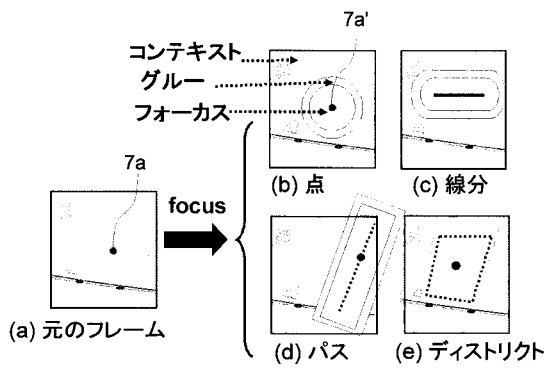 7a'
コンテキスト
グルー
フォーカス
(b) 点
(c) 線分
7a
focus
(a) 元のフレーム
(d) パス
(e) ディストリクト